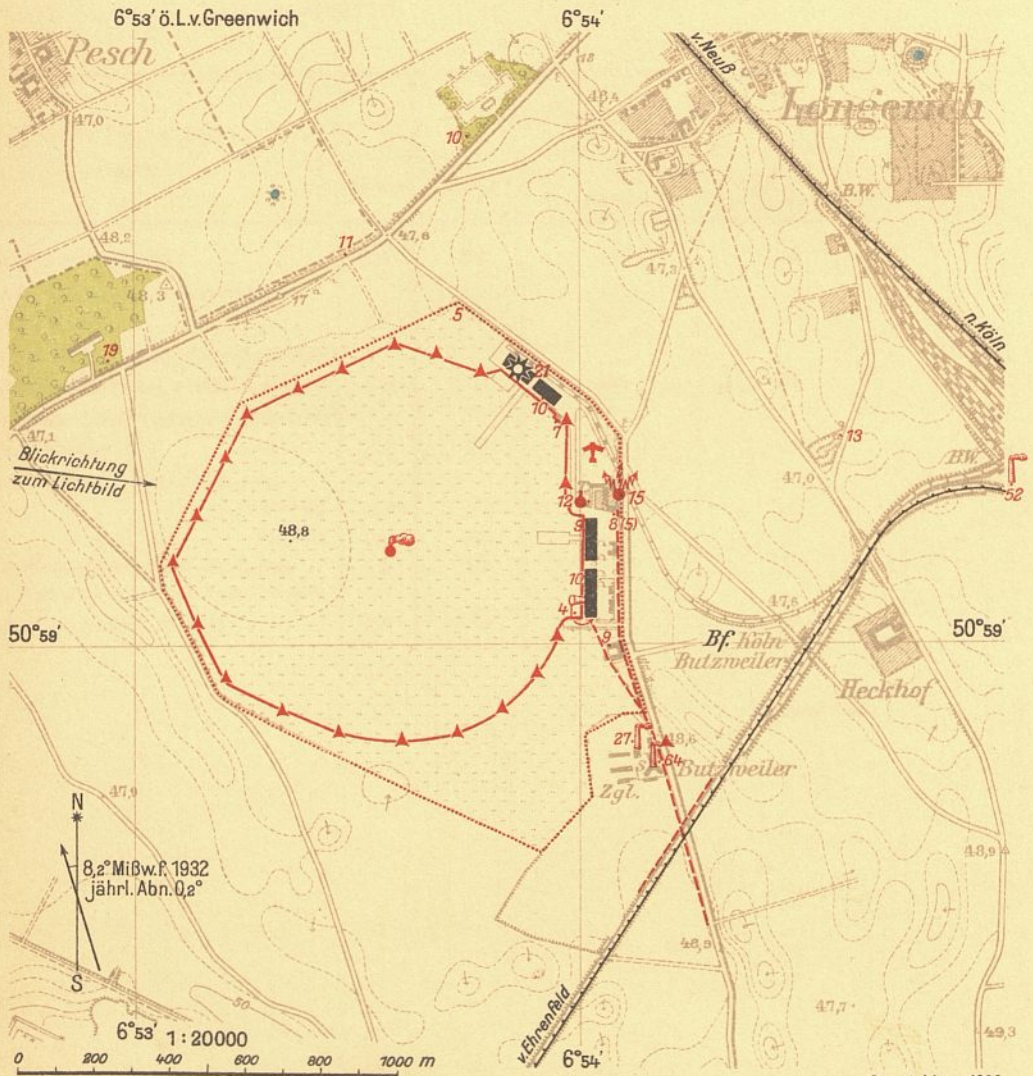 6°53' ö.L.v.Greenwich
6°54'
Pesch
v. Neuß
Longerich
18
48,4
47,0
10
B.W.
11
47,8
48,2
47,3
48,3
17
n. Köln
5
19
21
10
7
13
47,1
B.W.
Blickrichtung
zum Lichtbild
47,0
52
12
15
9
8(5)
48,8
10
4
47,6
50°59'
50°59'
9
Bf. Köln
Butzweiler
Heckhof
27
48,6
64
Butzweiler
Zgl.
47,9
N
8,2° Mißw.f. 1932
jährl. Abn. 0,2°
48,9
48,9
S
50
47,7
v. Ehrenfeld
49,3
6°53'
1:20000
6°54'
0 200 400 600 800 1000 m